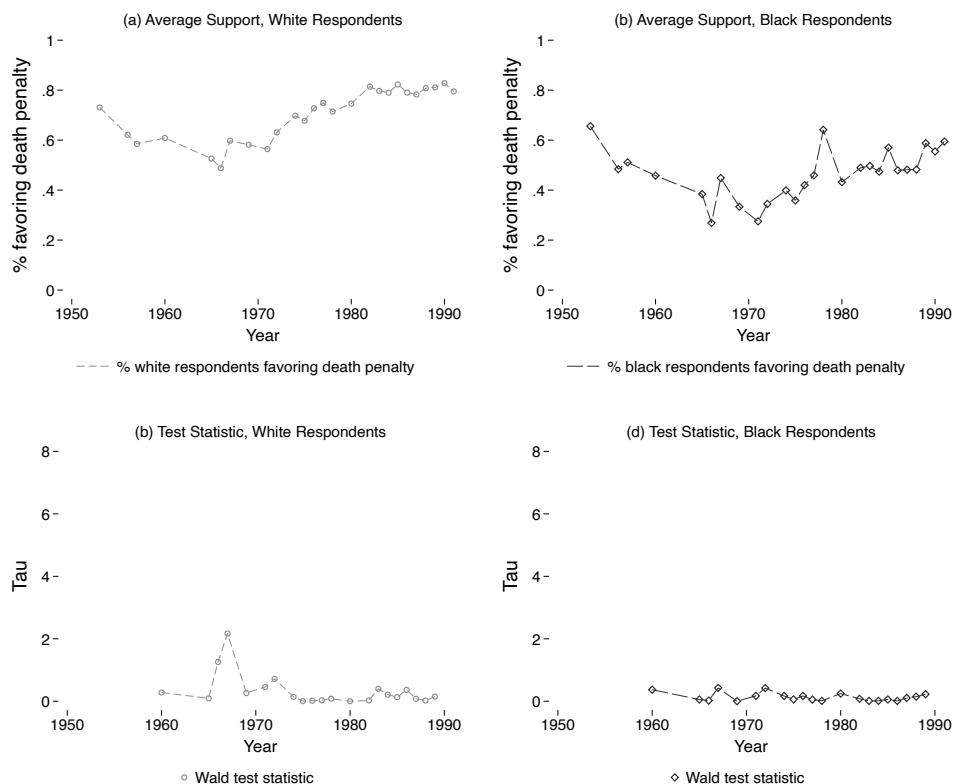 (a) Average Support, White Respondents
% favoring death penalty
1
.8
.6
.4
.2
0
1950 1960 1970 1980 1990
Year
% white respondents favoring death penalty
(b) Average Support, Black Respondents
% favoring death penalty
1
.8
.6
.4
.2
0
1950 1960 1970 1980 1990
Year
% black respondents favoring death penalty
(b) Test Statistic, White Respondents
Tau
8
6
4
2
0
1950 1960 1970 1980 1990
Year
Wald test statistic
(d) Test Statistic, Black Respondents
Tau
8
6
4
2
0
1950 1960 1970 1980 1990
Year
Wald test statistic